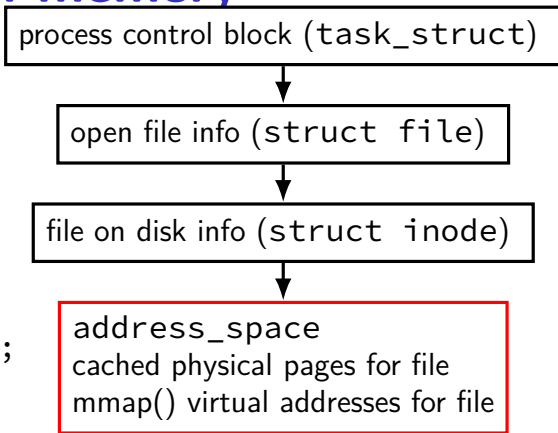 memory
process control block (task_struct)
open file info (struct file)
file on disk info (struct inode)
;
address_space
cached physical pages for file
mmap() virtual addresses for file